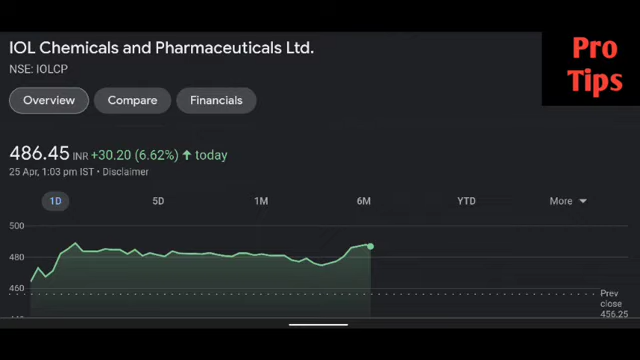 IOL Chemicals and Pharmaceuticals Ltd.
NSE: IOLCP
Pro
Tips
Overview
Compare
Financials
486.45 INR +30.20 (6.62%) ↑ today
25 Apr, 1:03 pm IST • Disclaimer
1D 5D 1M 6M YTD More
500
480
460
Prev
close
456.25